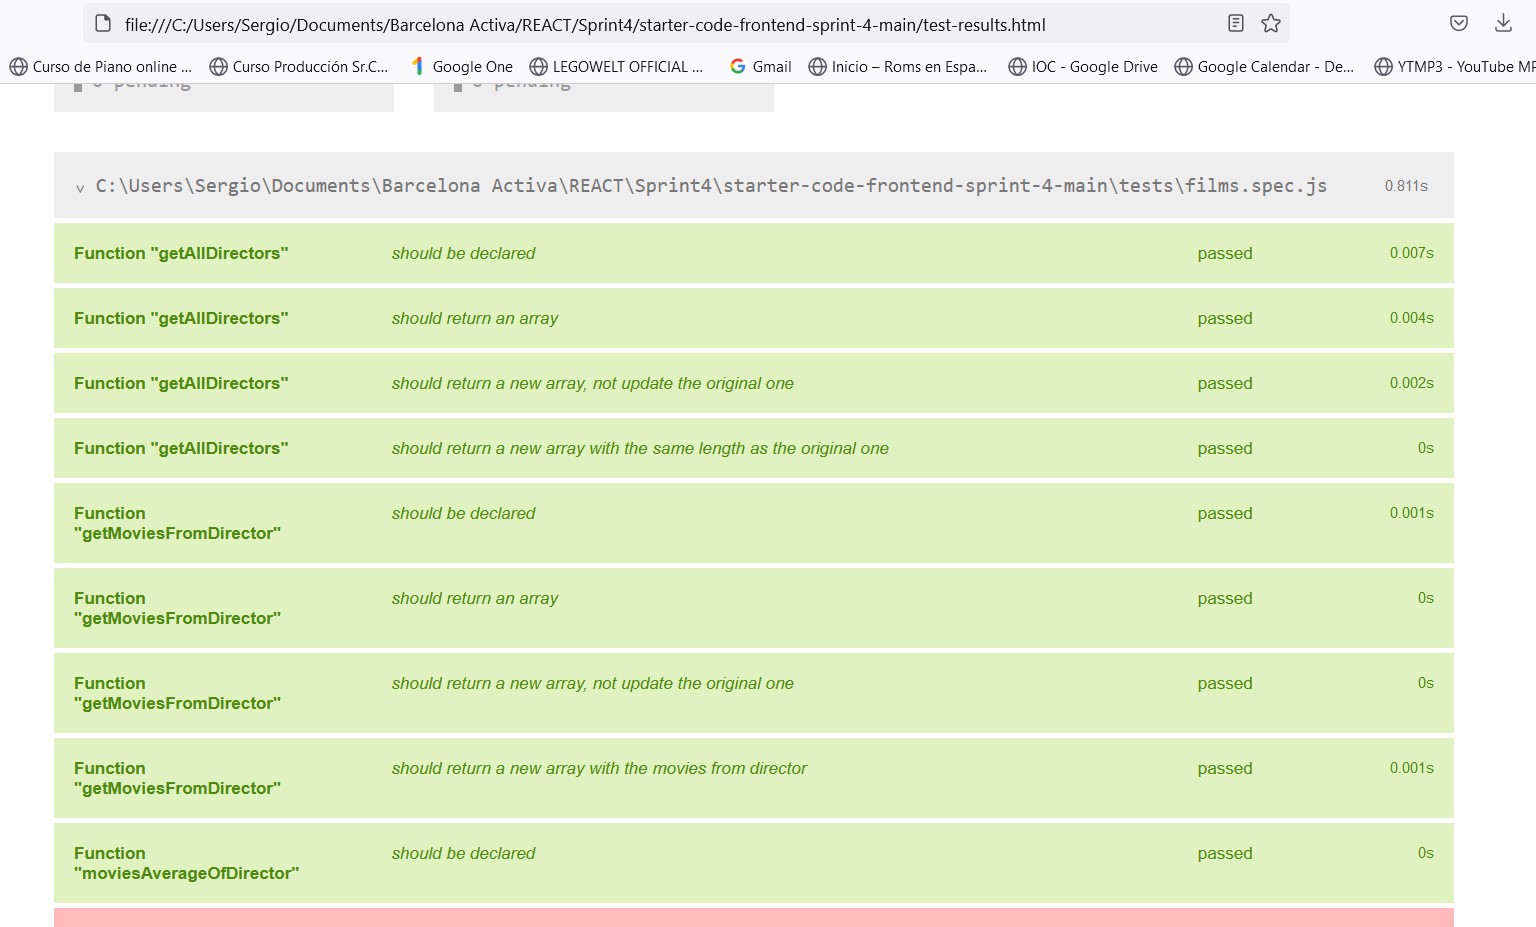 file:///C:/Users/Sergio/Documents/Barcelona Activa/REACT/Sprint4/starter-code-frontend-sprint-4-main/test-results.html
Curso de Piano online ... Curso Producción Sr.C... Google One LEGOWELT OFFICIAL ... Gmail Inicio – Roms en Espa... IOC - Google Drive Google Calendar - De... YTMP3 - YouTube MP
0 pending 0 pending
C:\Users\Sergio\Documents\Barcelona Activa\REACT\Sprint4\starter-code-frontend-sprint-4-main\tests\films.spec.js 0.811s
Function "getAllDirectors" should be declared passed 0.007s
Function "getAllDirectors" should return an array passed 0.004s
Function "getAllDirectors" should return a new array, not update the original one passed 0.002s
Function "getAllDirectors" should return a new array with the same length as the original one passed 0s
Function should be declared passed 0.001s
"getMoviesFromDirector"
Function should return an array passed 0s
"getMoviesFromDirector"
Function should return a new array, not update the original one passed 0s
"getMoviesFromDirector"
Function should return a new array with the movies from director passed 0.001s
"getMoviesFromDirector"
Function should be declared passed 0s
"moviesAverageOfDirector"